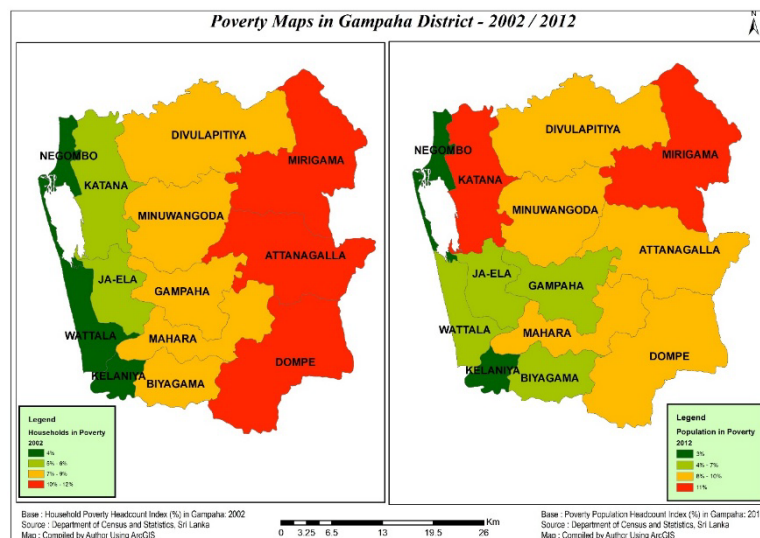 Poverty Maps in Gampaha District - 2002 / 2012
N
DIVULAPITIYA
NEGOMBO
MIRIGAMA
KATANA
MINUWANGODA
ATTANAGALLA
JA-ELA
GAMPAHA
WATTALA
MAHARA
DOMPE
KELANIYA
BIYAGAMA
Legend
Households in Poverty
2002
4%
7% - 9%
10% - 12%
DIVULAPITIYA
NEGOMBO
MIRIGAMA
KATANA
MINUWANGODA
ATTANAGALLA
JA-ELA
GAMPAHA
WATTALA
MAHARA
DOMPE
KELANIYA
BIYAGAMA
Legend
Population in Poverty
2012
3%
4% - 7%
8% - 10%
11%
Base : Household Poverty Headcount Index (%) in Gampaha: 2002
Source : Department of Census and Statistics, Sri Lanka
Map : Compiled by Author Using ArcGIS
Km
0 3.25 6.5 13 19.5 26
Base : Poverty Population Headcount Index (%) in Gampaha: 201
Source : Department of Census and Statistics, Sri Lanka
Map : Compiled by Author Using ArcGIS